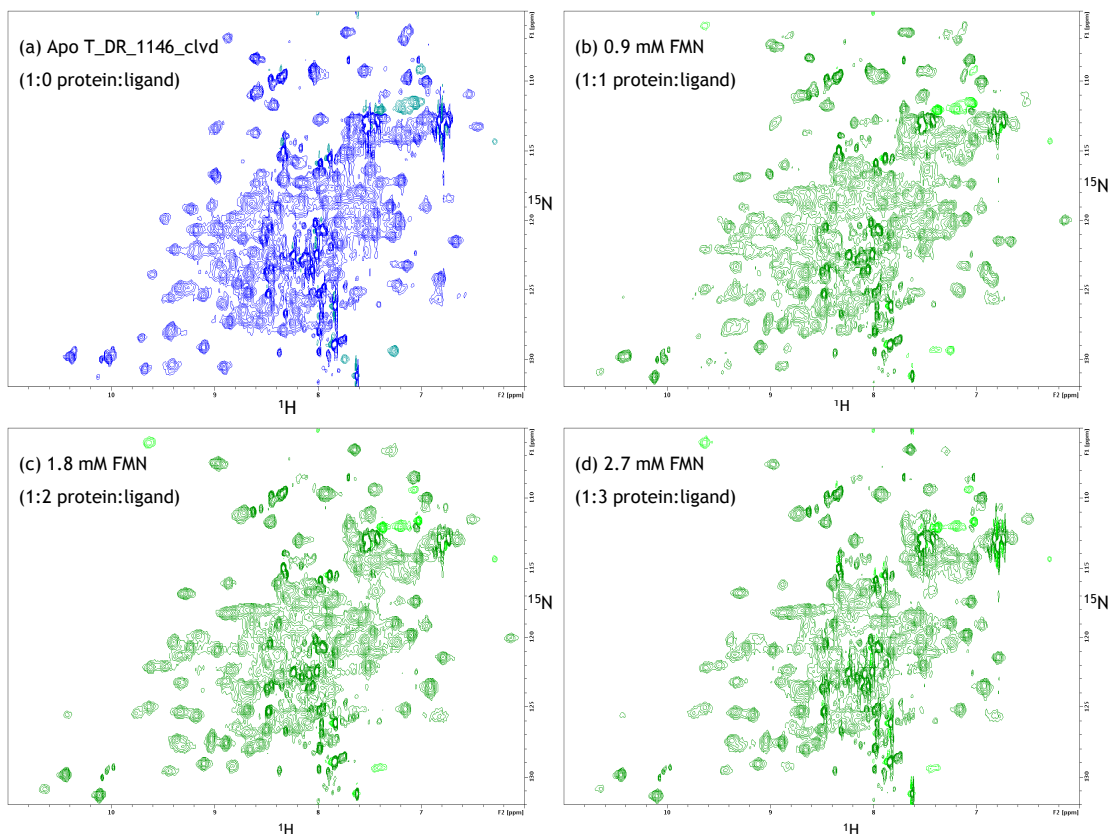 (a) Apo T_DR_1146_clvd
(1:0 protein:ligand)
F1 [ppm]
110
115
15N
120
125
130
10
9
8
7
F2 [ppm]
1H
(b) 0.9 mM FMN
(1:1 protein:ligand)
F1 [ppm]
110
115
15N
120
125
130
10
9
8
7
F2 [ppm]
1H
(c) 1.8 mM FMN
(1:2 protein:ligand)
F1 [ppm]
110
115
15N
120
125
130
10
9
8
7
F2 [ppm]
1H
(d) 2.7 mM FMN
(1:3 protein:ligand)
F1 [ppm]
110
115
15N
120
125
130
10
9
8
7
F2 [ppm]
1H